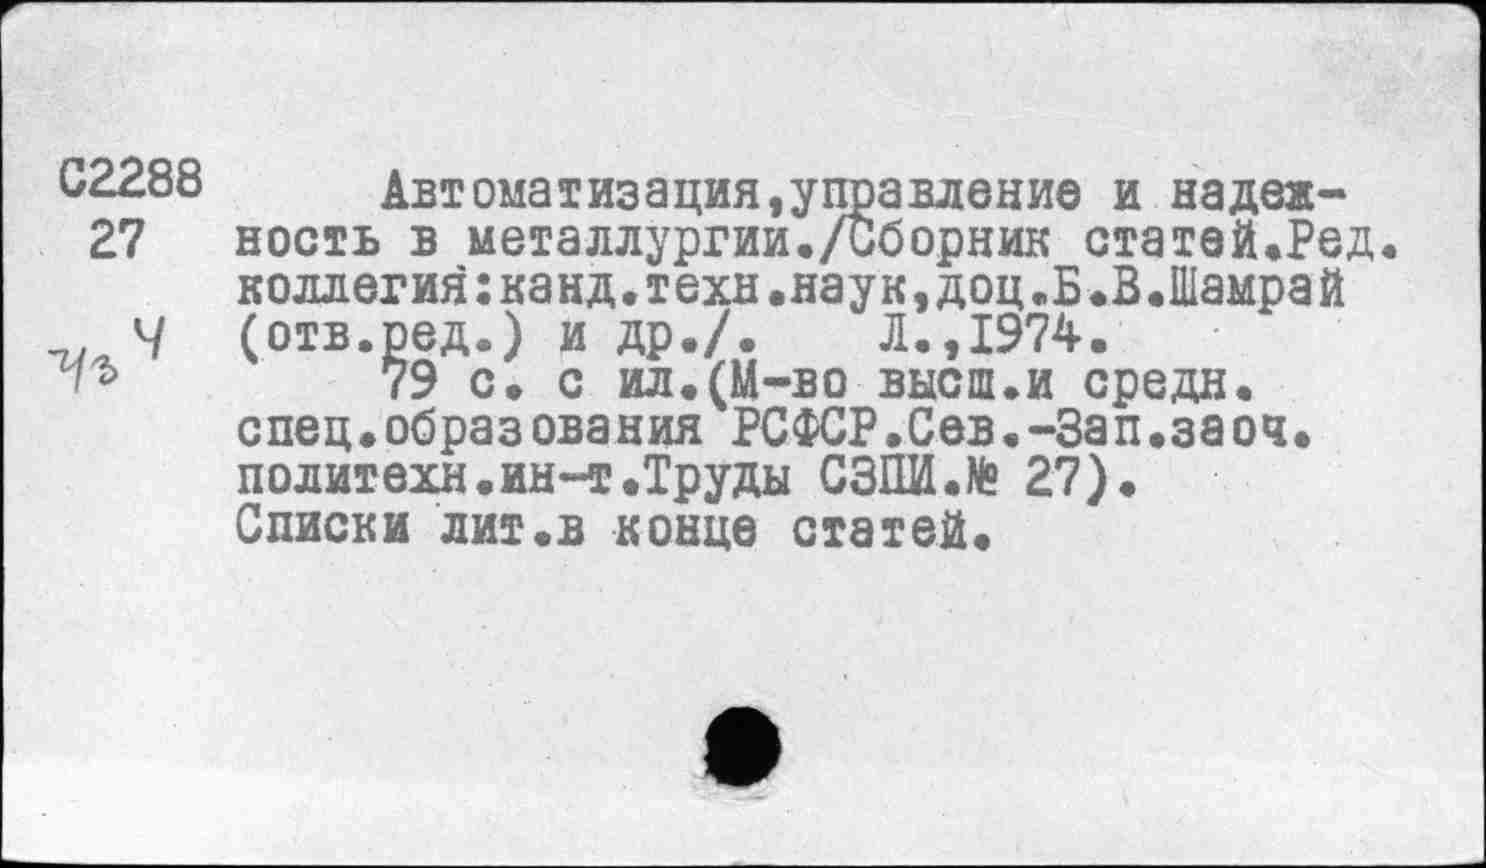 С2288 Автоматизация,управление и надеж-
27 ность в металлургии./Сборник статей.Ред.
коллегия:канд.техн.наук,доц.Б.В.Шамрай
Ч (отв.ред.) и др./. Л.,1974.
79 с. с ил.(М-во высш.и средн.
спец.образования РСФСР.Сев.-Зап.заоч.
политехн.ин-т.Труды СЗПИ.№ 27).
Списки лит.в конце статей.